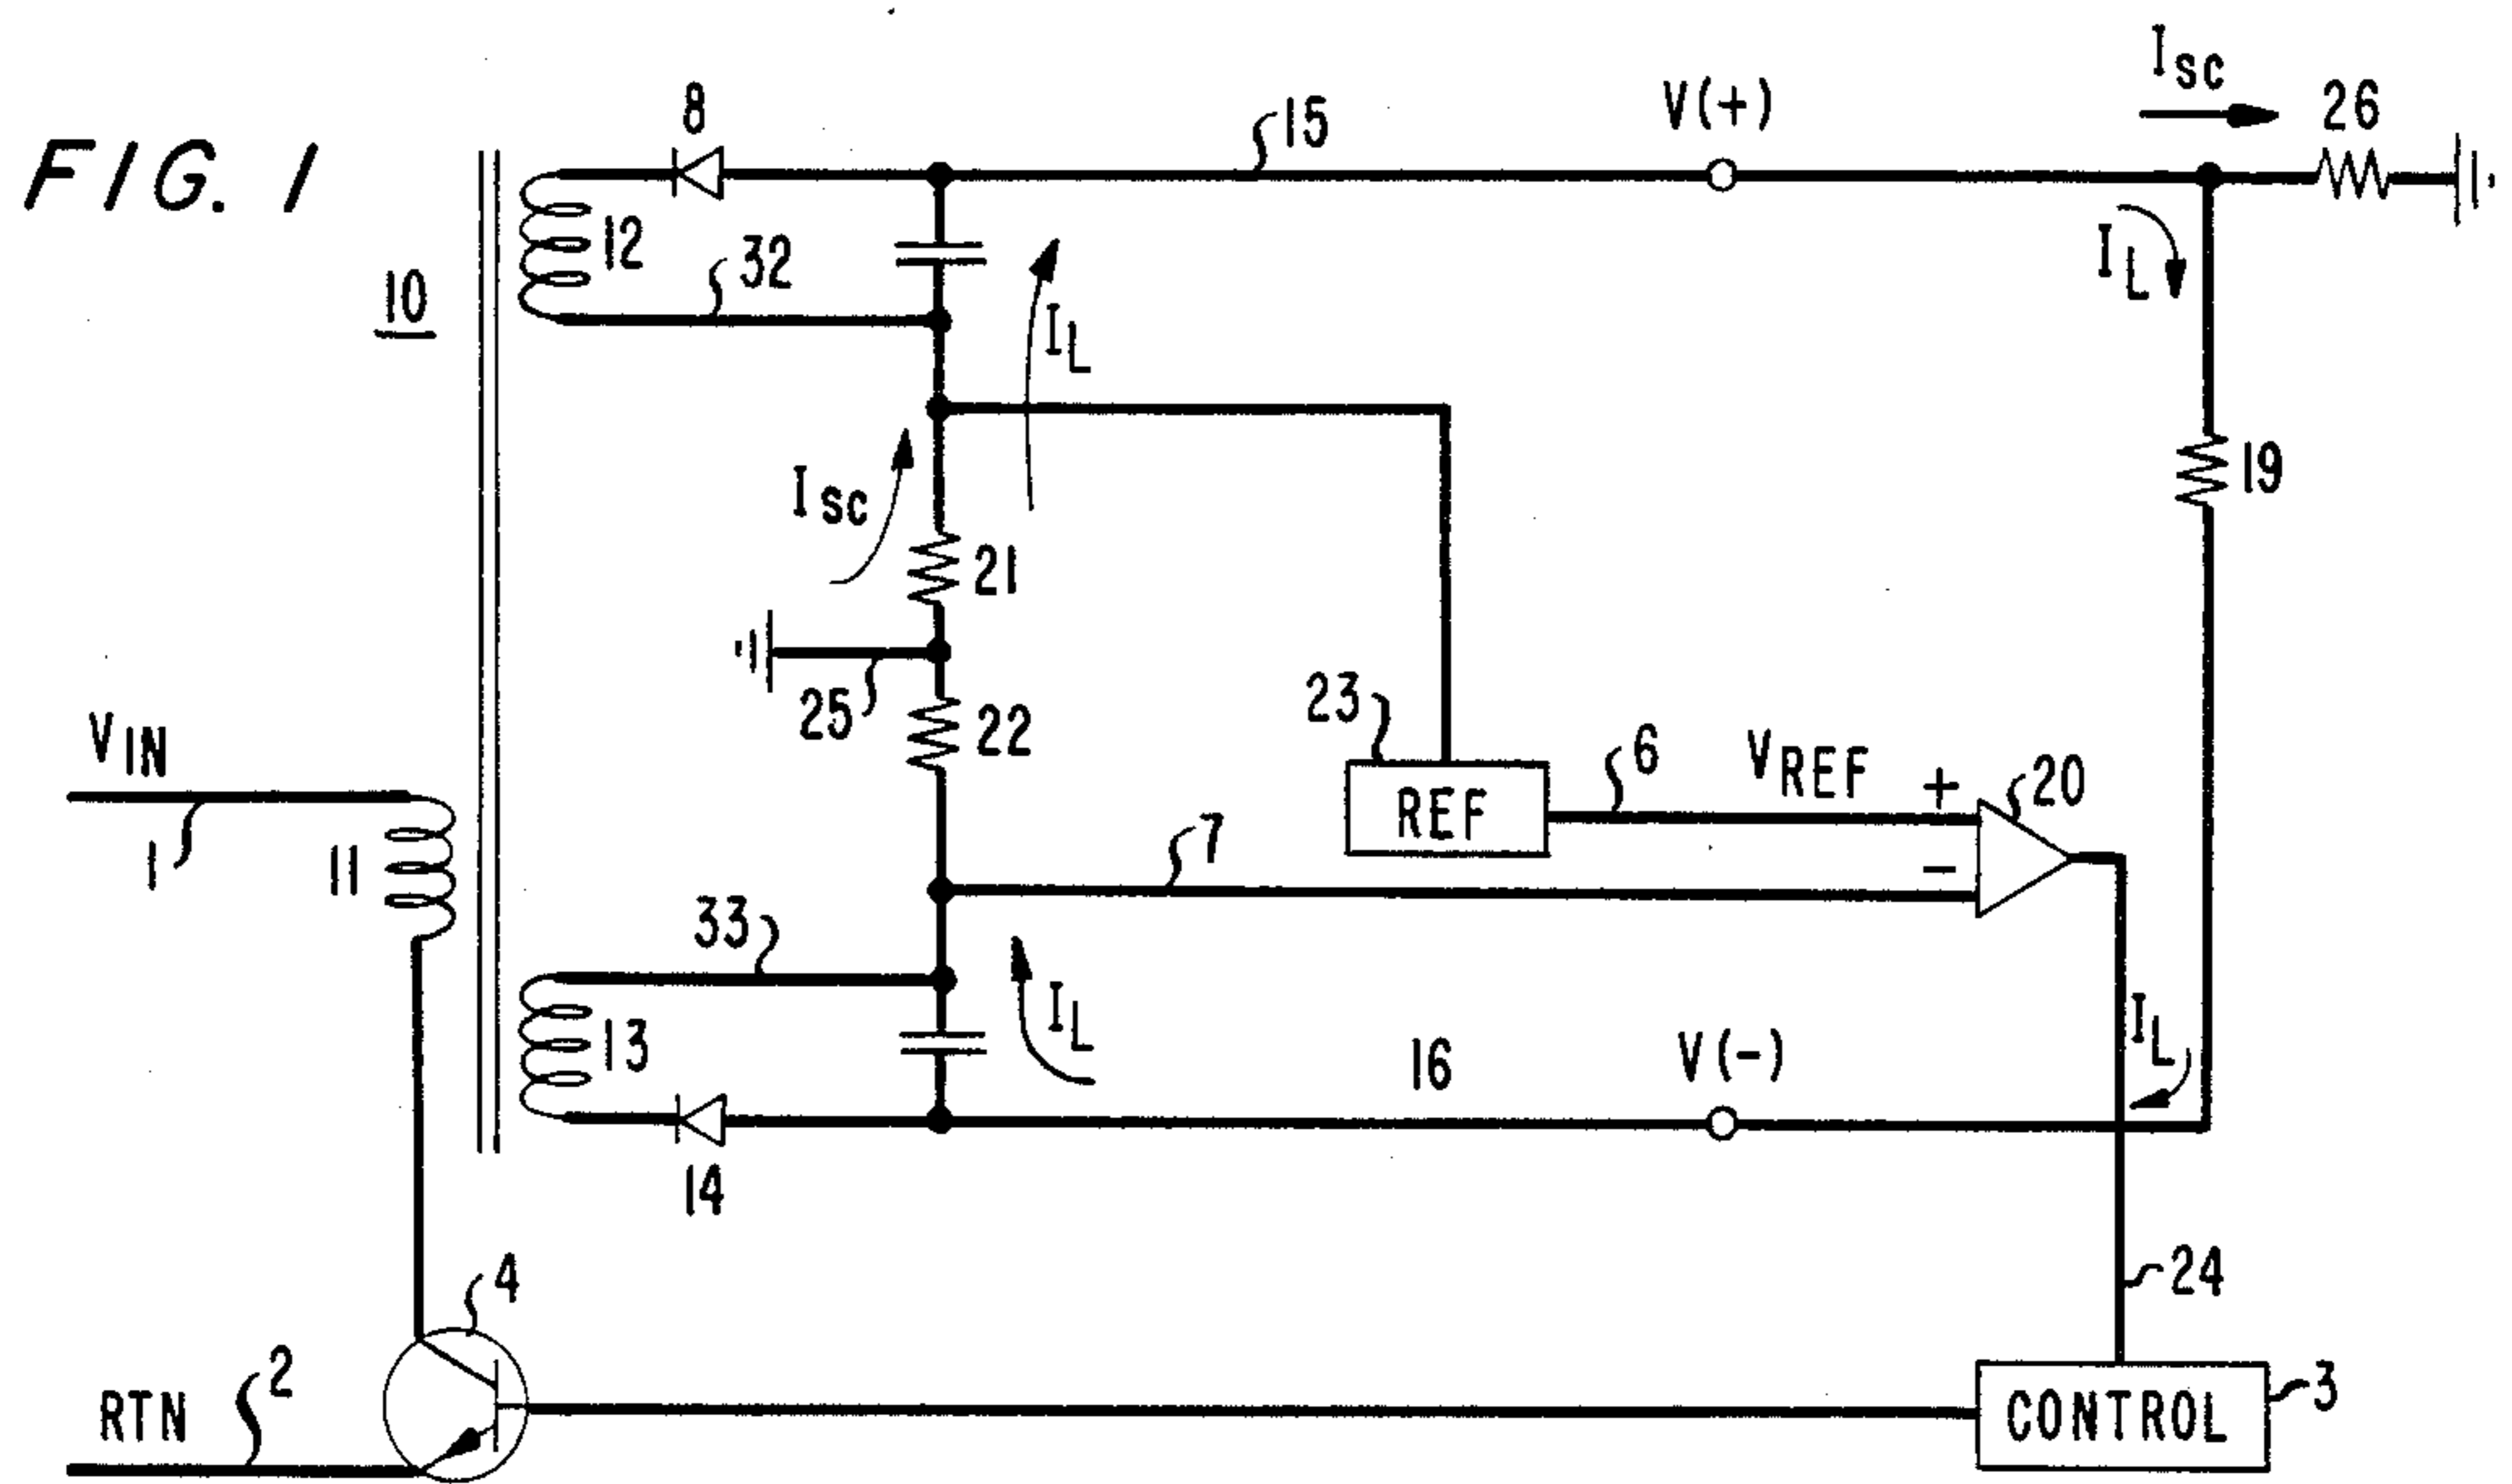 FIG. 1
8
15
V(+)
Isc
26
12
32
10
IL
IL
Isc
19
21
25
22
23
VIN
6
VREF
+
20
REF
1
11
7
-
33
13
IL
16
V(-)
IL
14
4
24
2
RTN
CONTROL
3